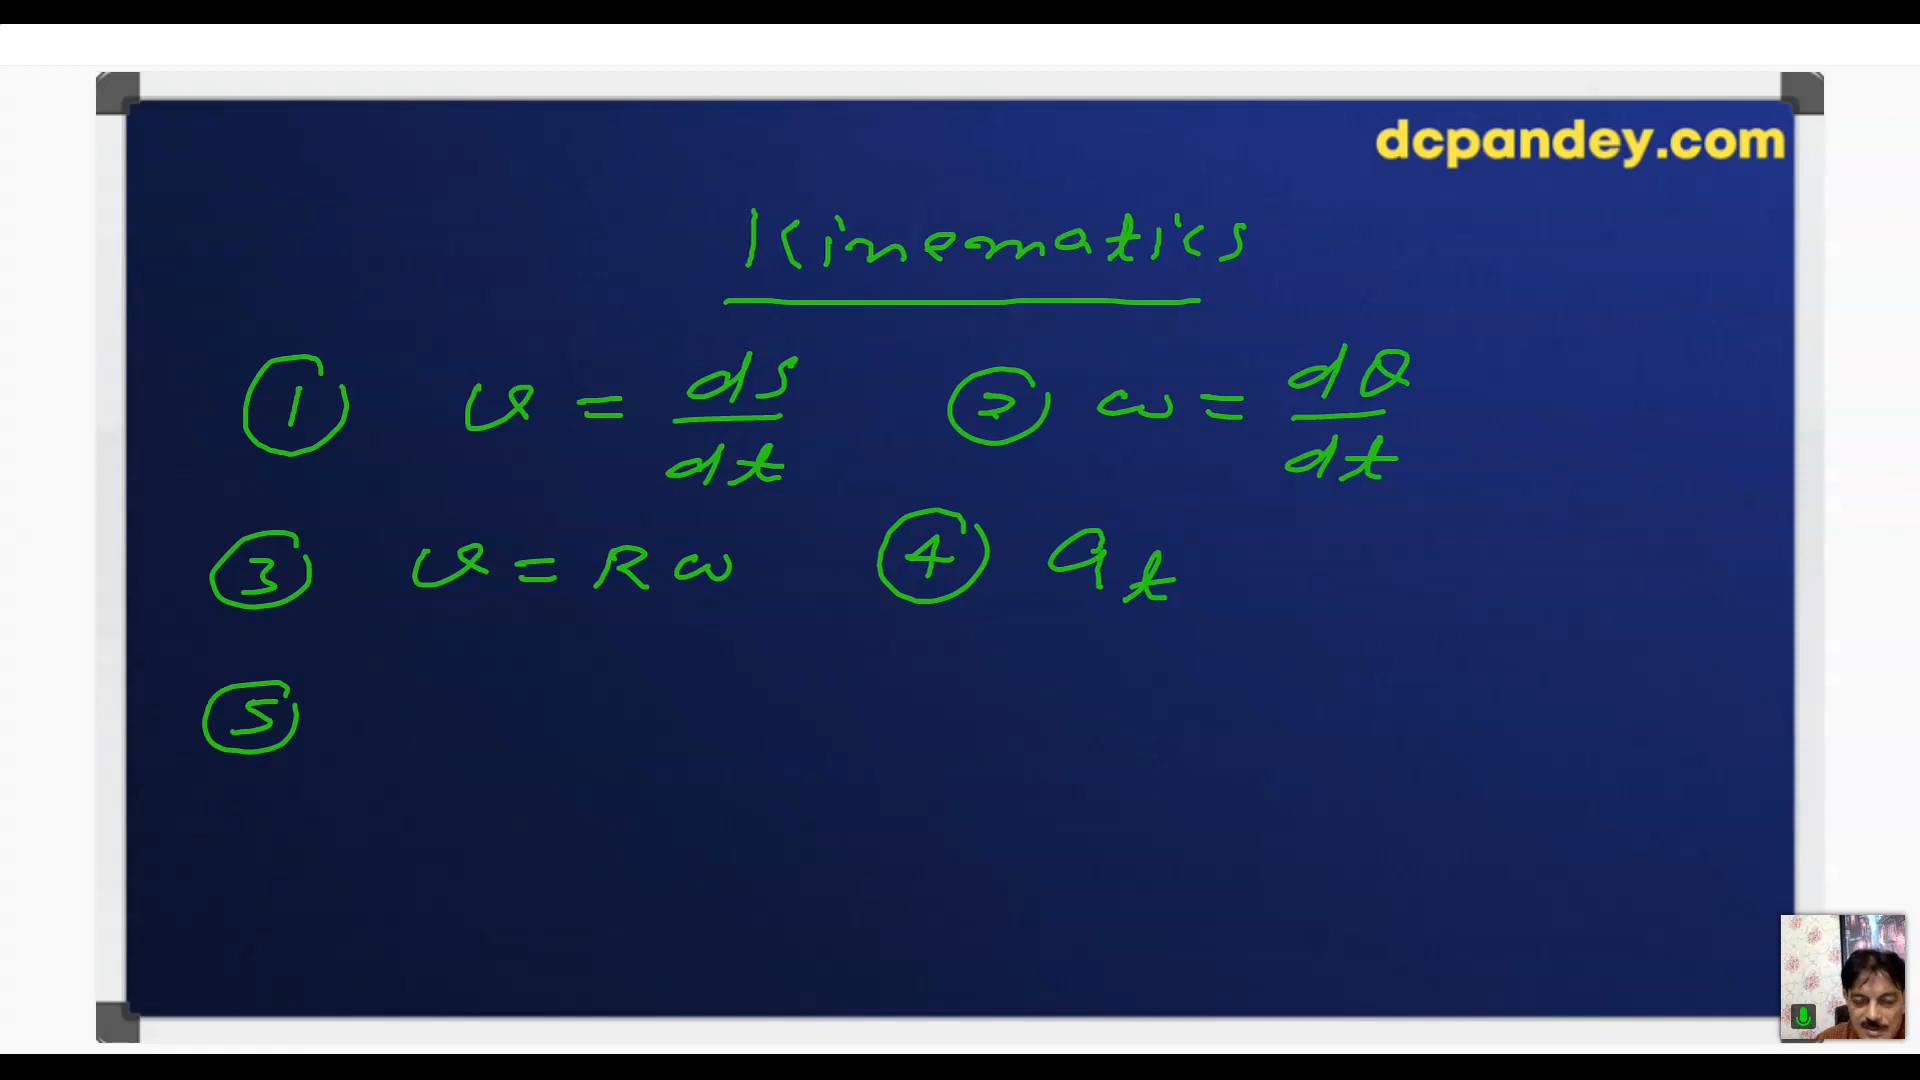 dcpandey.com
Kinematics
① v = ds/dt ② ω = dθ/dt
③ v = Rω ④ a_t
⑤